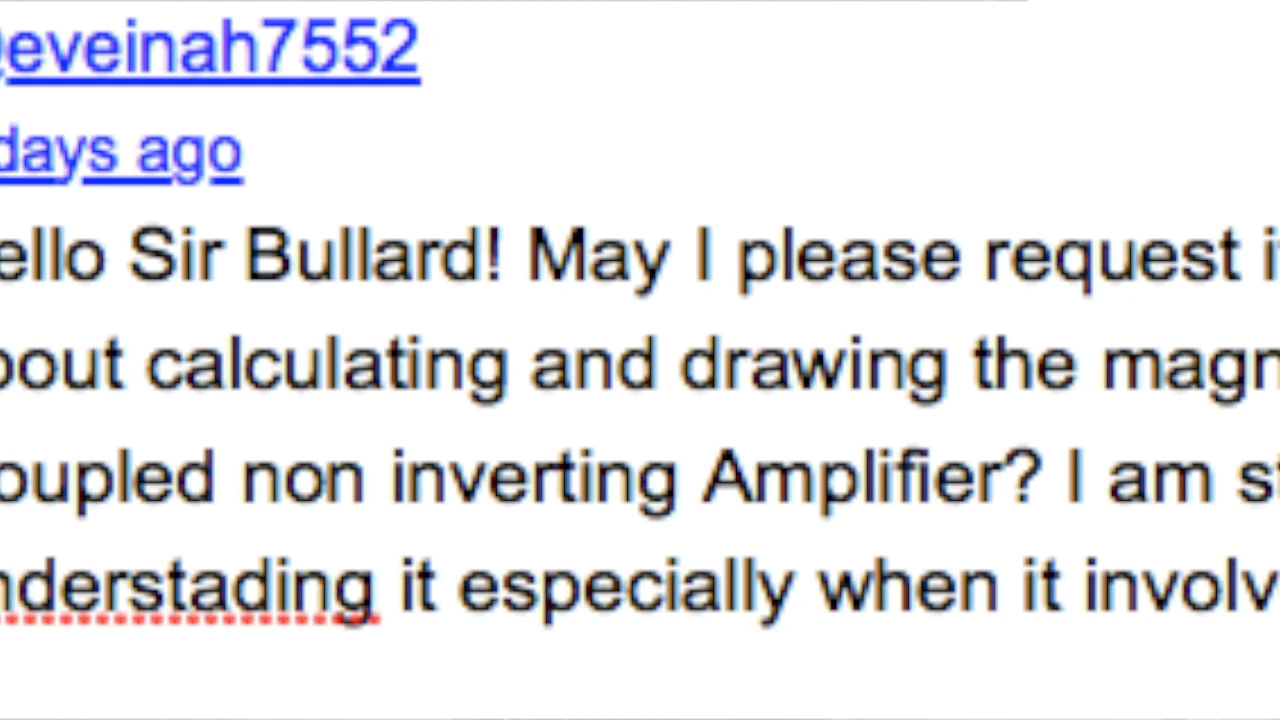 @eveinah7552
days ago
ello Sir Bullard! May I please request i
bout calculating and drawing the magn
oupled non inverting Amplifier? I am st
nderstading it especially when it involv